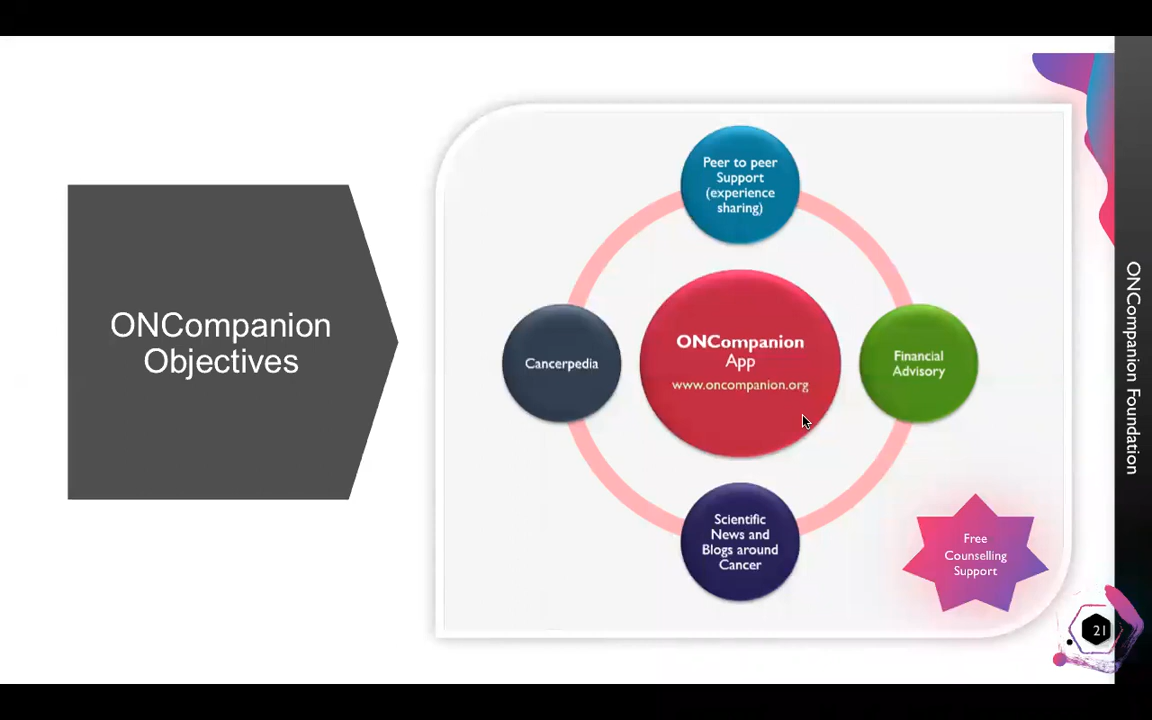 ONCompanion
Objectives
Peer to peer
Support
(experience
sharing)
Cancerpedia
ONCompanion
App
www.oncompanion.org
Financial
Advisory
Scientific
News and
Blogs around
Cancer
Free
Counselling
Support
ONCompanion Foundation
21